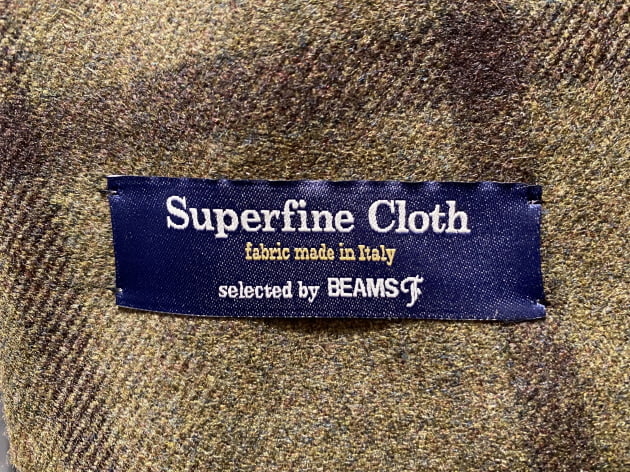 Superfine Cloth
fabric made in Italy
selected by BEAMS F